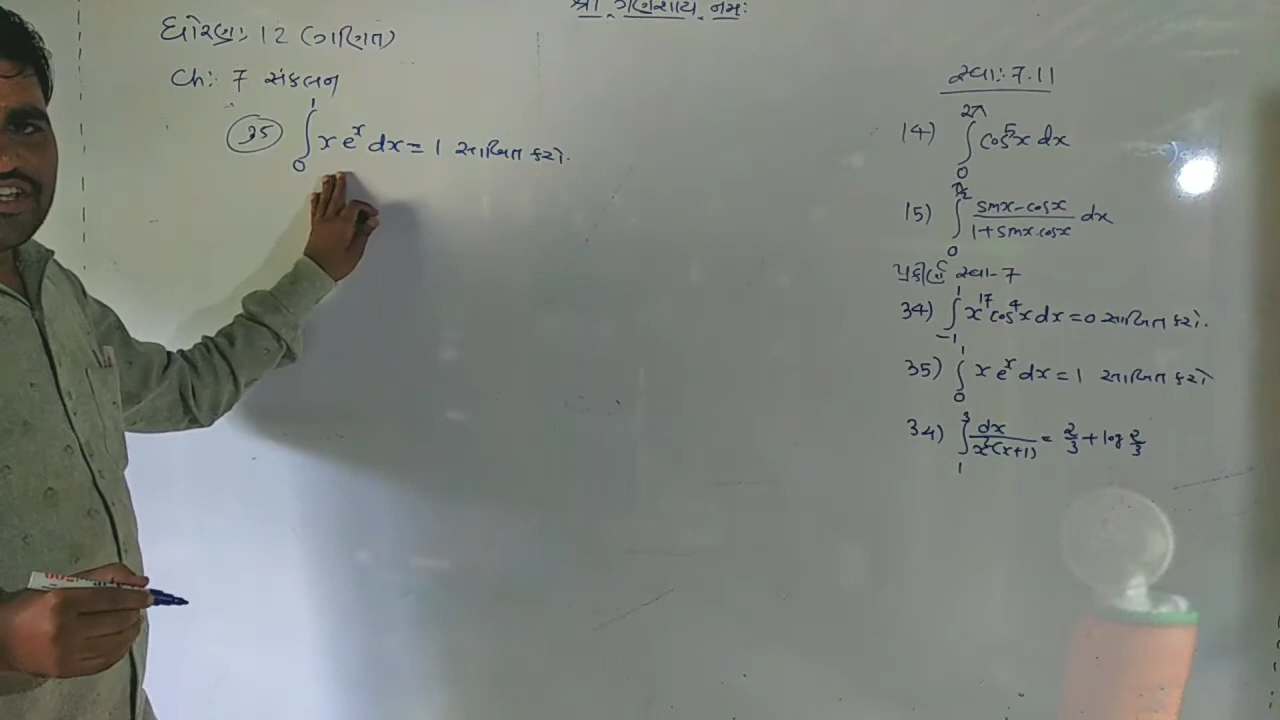 શ્રી ગણેશાય નમઃ
ધોરણઃ 12 (ગણિત)
Ch: 7 સંકલન
35) ∫₀¹ x eˣ dx = 1 સાબિત કરો.
સ્વાઃ 7.11
14) ∫₀^2π cos⁵x dx
15) ∫₀^π/2 (sinx-cosx)/(1+sinx.cosx) dx
પ્રકીર્ણ સ્વા-7
34) ∫₋₁¹ x¹⁷ cos⁴x dx = 0 સાબિત કરો.
35) ∫₀¹ x eˣ dx = 1 સાબિત કરો
34) ∫₁³ dx/(x²(x+1)) = 2/3 + log 2/3